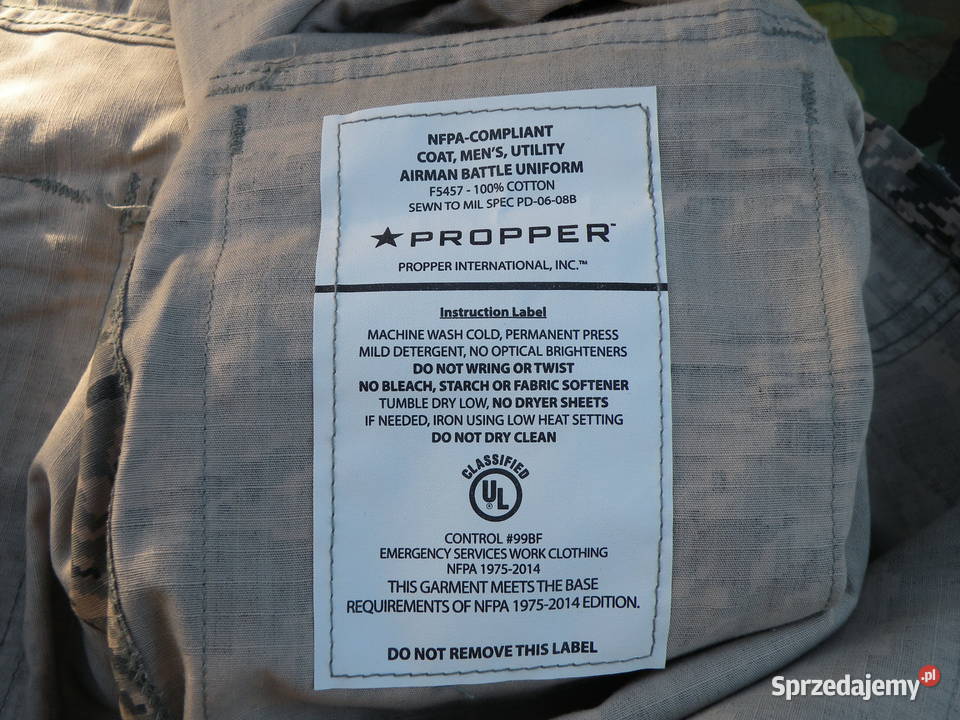 NFPA-COMPLIANT
COAT, MEN'S, UTILITY
AIRMAN BATTLE UNIFORM
F5457 - 100% COTTON
SEWN TO MIL SPEC PD-06-08B
PROPPER™
PROPPER INTERNATIONAL, INC.™
Instruction Label
MACHINE WASH COLD, PERMANENT PRESS
MILD DETERGENT, NO OPTICAL BRIGHTENERS
DO NOT WRING OR TWIST
NO BLEACH, STARCH OR FABRIC SOFTENER
TUMBLE DRY LOW, NO DRYER SHEETS
IF NEEDED, IRON USING LOW HEAT SETTING
DO NOT DRY CLEAN
CLASSIFIED
UL®
CONTROL #99BF
EMERGENCY SERVICES WORK CLOTHING
NFPA 1975-2014
THIS GARMENT MEETS THE BASE
REQUIREMENTS OF NFPA 1975-2014 EDITION.
DO NOT REMOVE THIS LABEL
Sprzedajemy.pl